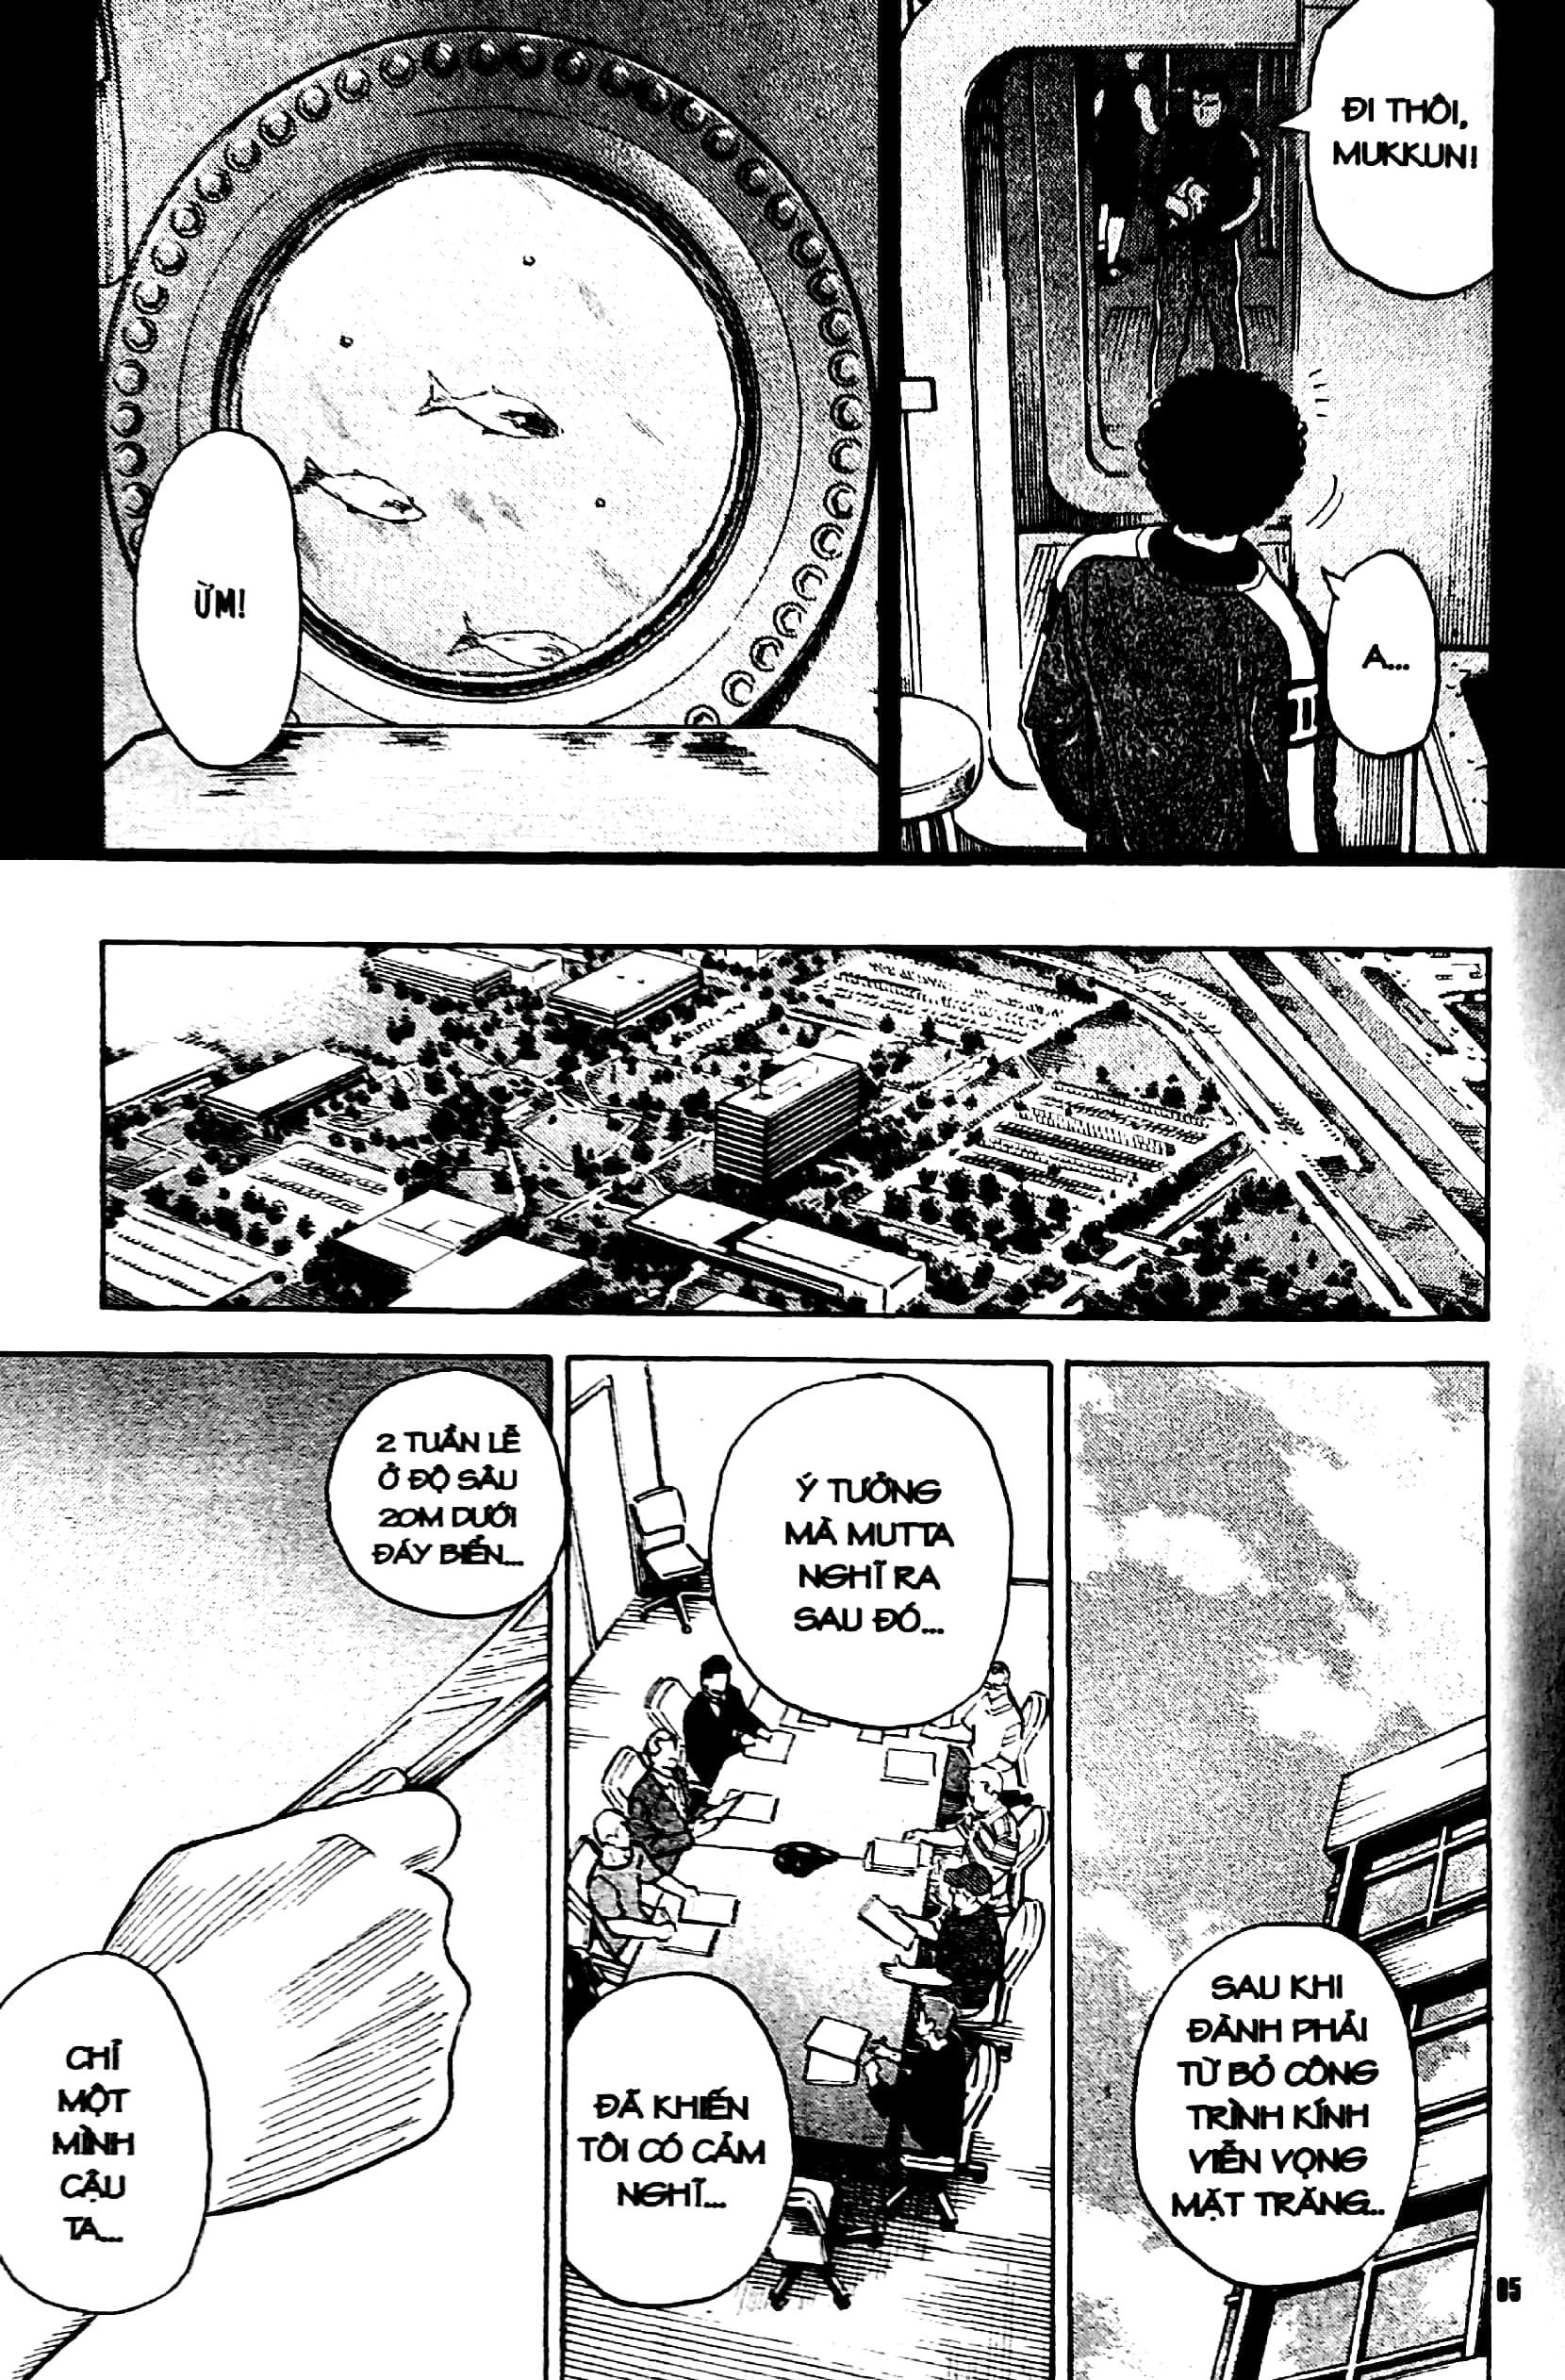 ĐI THÔI,
MUKKUN!
A...
ỪM!
SAU KHI
ĐÀNH PHẢI
TỪ BỎ CÔNG
TRÌNH KÍNH
VIỄN VỌNG
MẶT TRĂNG...
Ý TƯỞNG
MÀ MUTTA
NGHĨ RA
SAU ĐÓ...
ĐÃ KHIẾN
TÔI CÓ CẢM
NGHĨ...
2 TUẦN LỄ
Ở ĐỘ SÂU
20M DƯỚI
ĐÁY BIỂN...
CHỈ
MỘT
MÌNH
CẬU
TA...
85